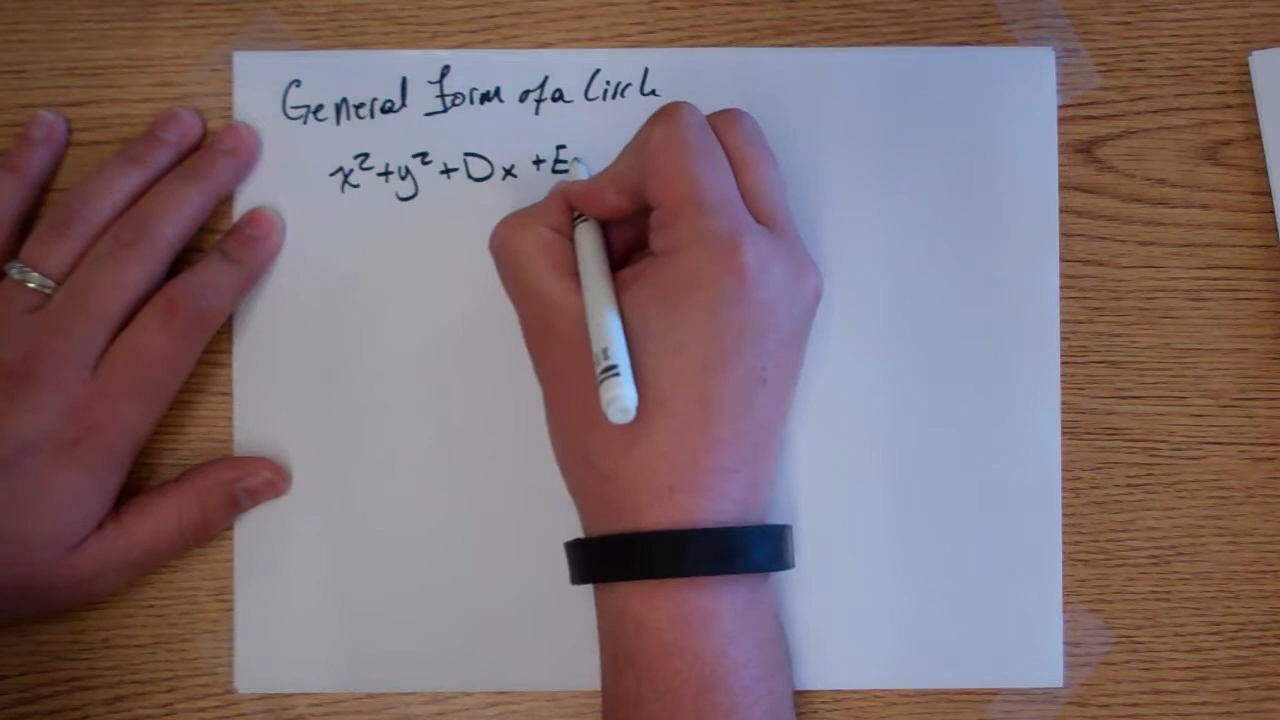 General Form of a Circle
x²+y²+Dx+E